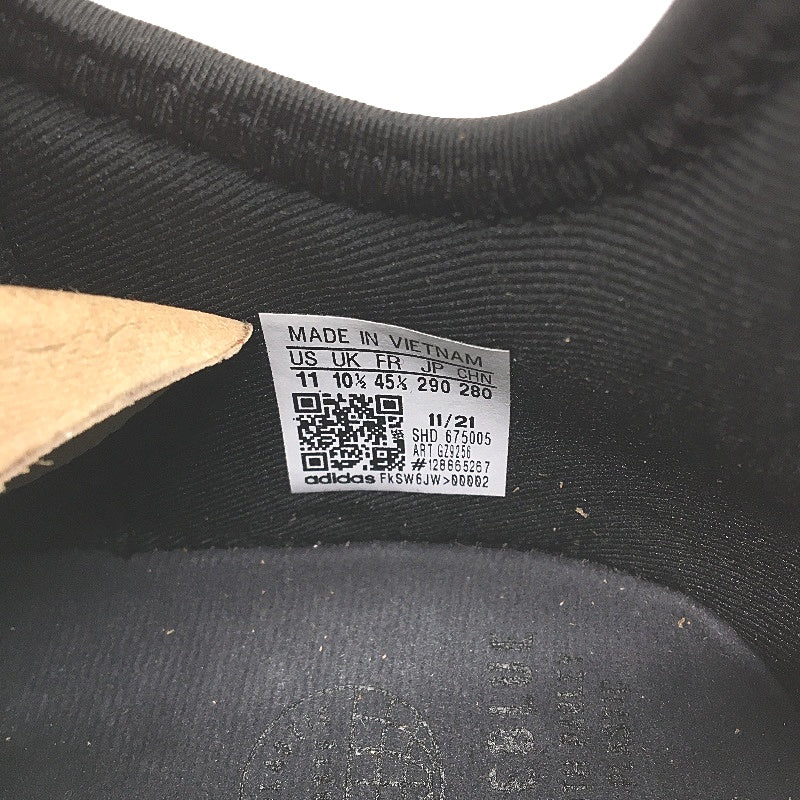 MADE IN VIETNAM
US UK FR JP CHN
11 10½ 45⅓ 290 280
11/21
SHD 675005
ART GZ9256
#128665267
adidas FkSW6JW>00002